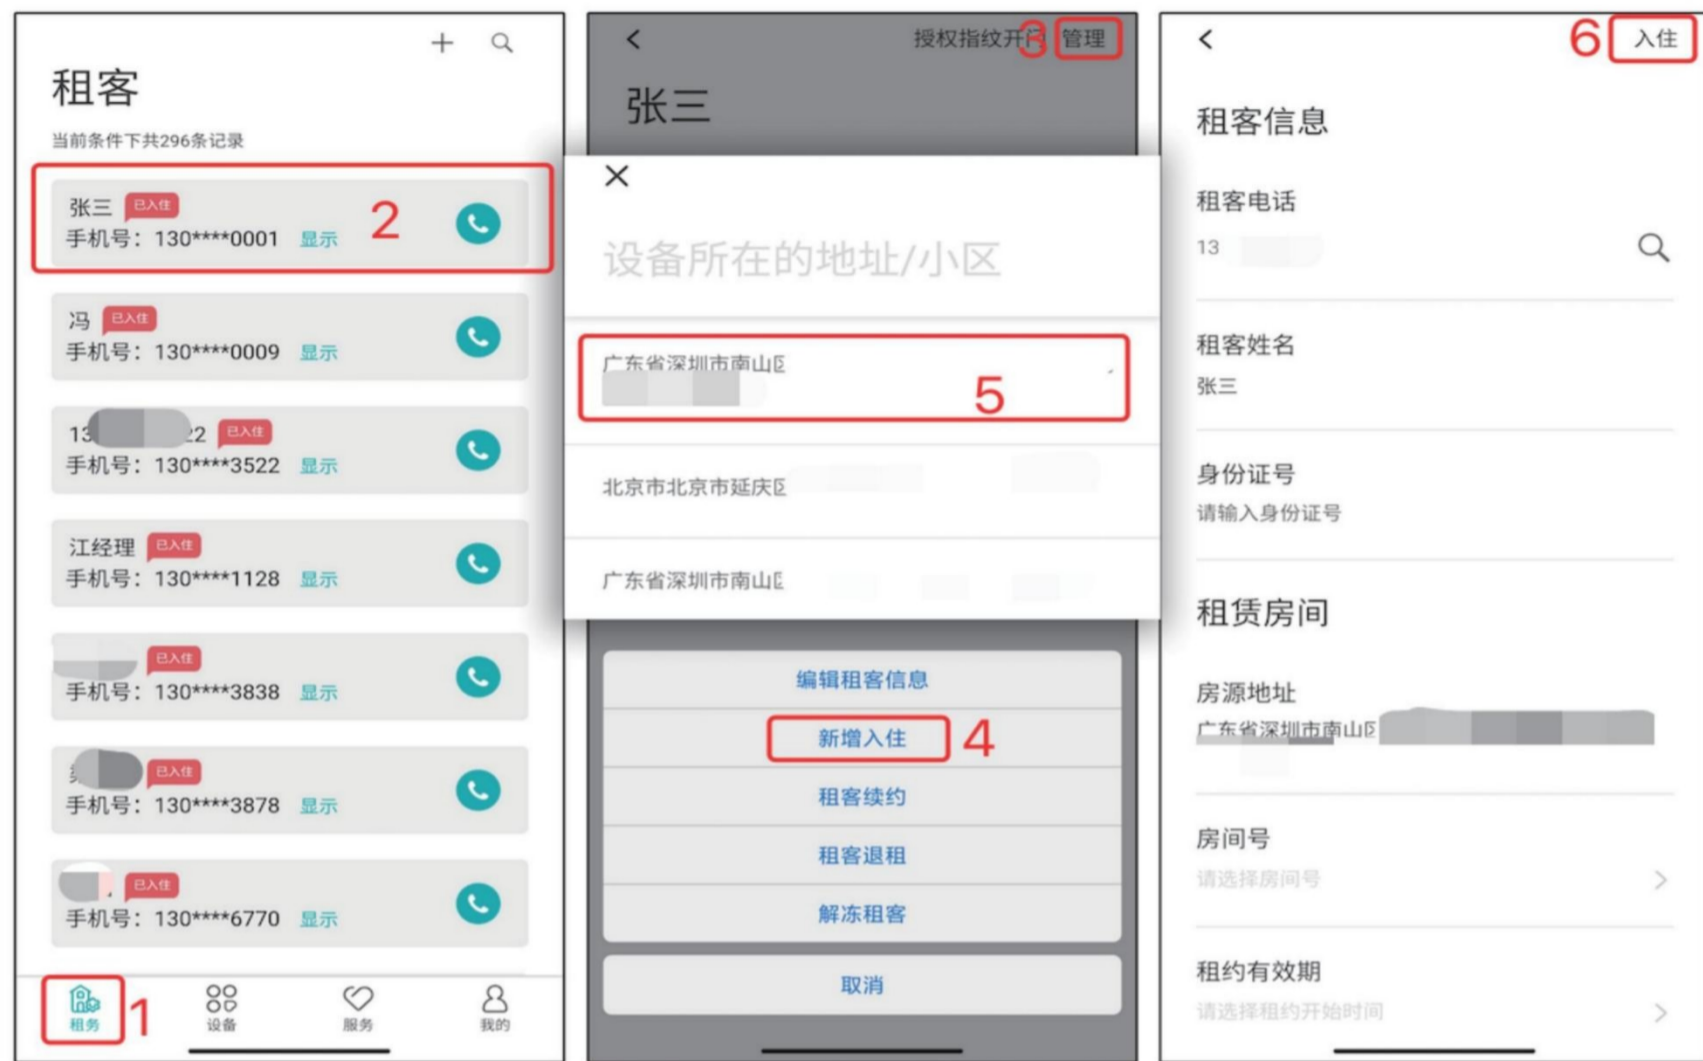 租客
当前条件下共296条记录
张三 已入住
手机号：130****0001 显示 2
冯 已入住
手机号：130****0009 显示
13 22 已入住
手机号：130****3522 显示
江经理 已入住
手机号：130****1128 显示
已入住
手机号：130****3838 显示
已入住
手机号：130****3878 显示
已入住
手机号：130****6770 显示
租务 1 设备 服务 我的
授权指纹开 3 管理
张三
设备所在的地址/小区
广东省深圳市南山区
5
北京市北京市延庆区
广东省深圳市南山区
编辑租客信息
新增入住 4
租客续约
租客退租
解冻租客
取消
6 入住
租客信息
租客电话
13
租客姓名
张三
身份证号
请输入身份证号
租赁房间
房源地址
广东省深圳市南山区
房间号
请选择房间号
租约有效期
请选择租约开始时间